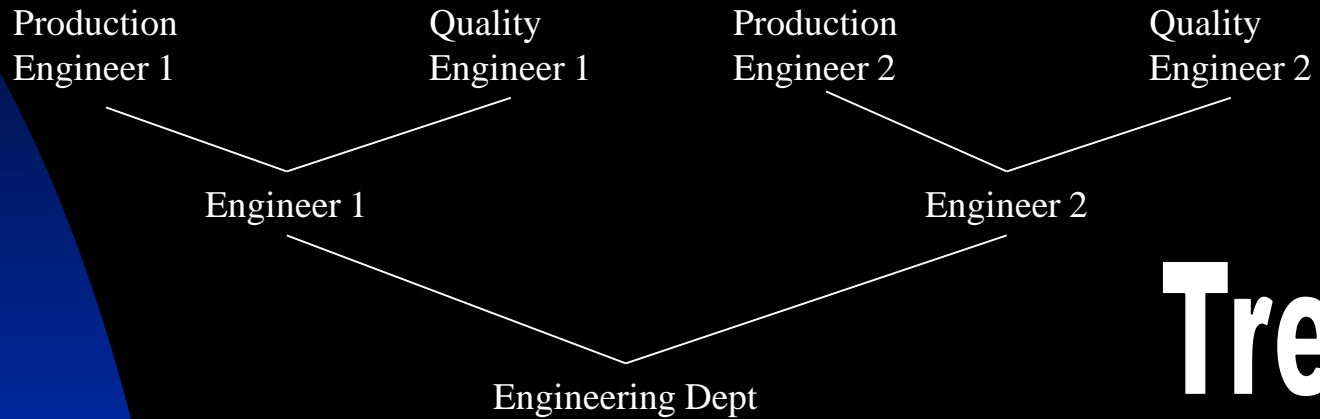 Production Engineer 1
Quality Engineer 1
Production Engineer 2
Quality Engineer 2
Engineer 1
Engineer 2
Tre
Engineering Dept